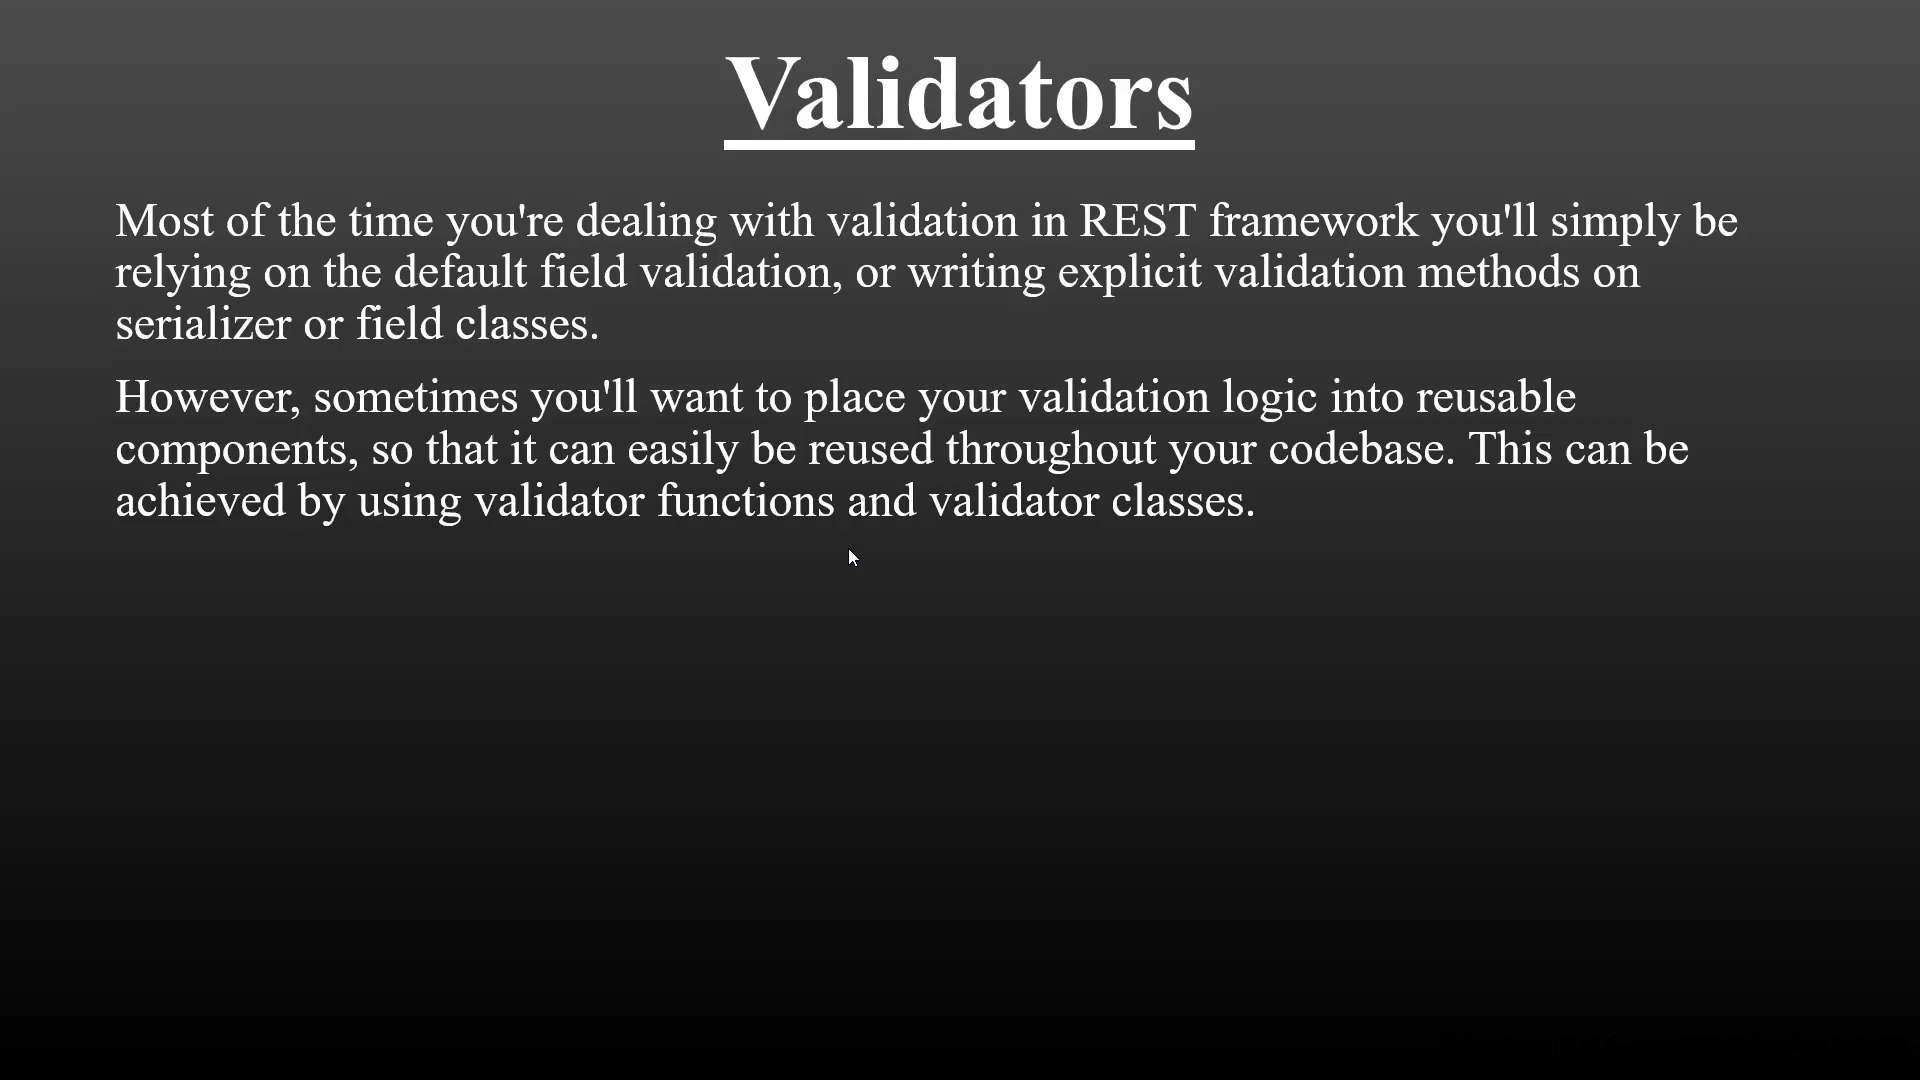 Validators
Most of the time you're dealing with validation in REST framework you'll simply be
relying on the default field validation, or writing explicit validation methods on
serializer or field classes.
However, sometimes you'll want to place your validation logic into reusable
components, so that it can easily be reused throughout your codebase. This can be
achieved by using validator functions and validator classes.